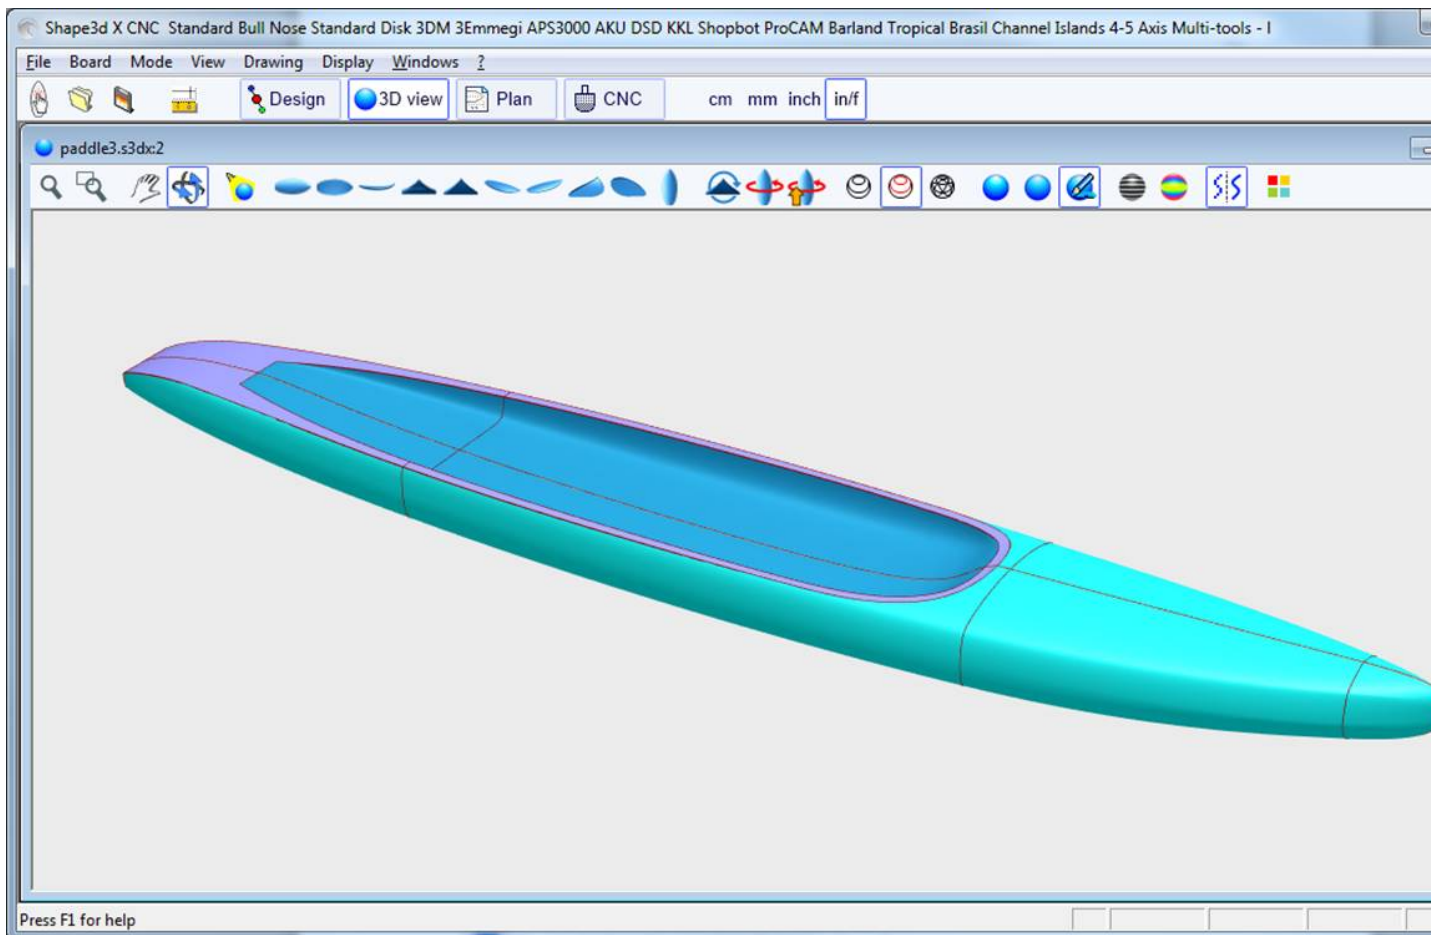 Shape3d X CNC Standard Bull Nose Standard Disk 3DM 3Emmegi APS3000 AKU DSD KKL Shopbot ProCAM Barland Tropical Brasil Channel Islands 4-5 Axis Multi-tools - I
File Board Mode View Drawing Display Windows ?
Design 3D view Plan CNC cm mm inch in/f
paddle3.s3dx:2
Press F1 for help